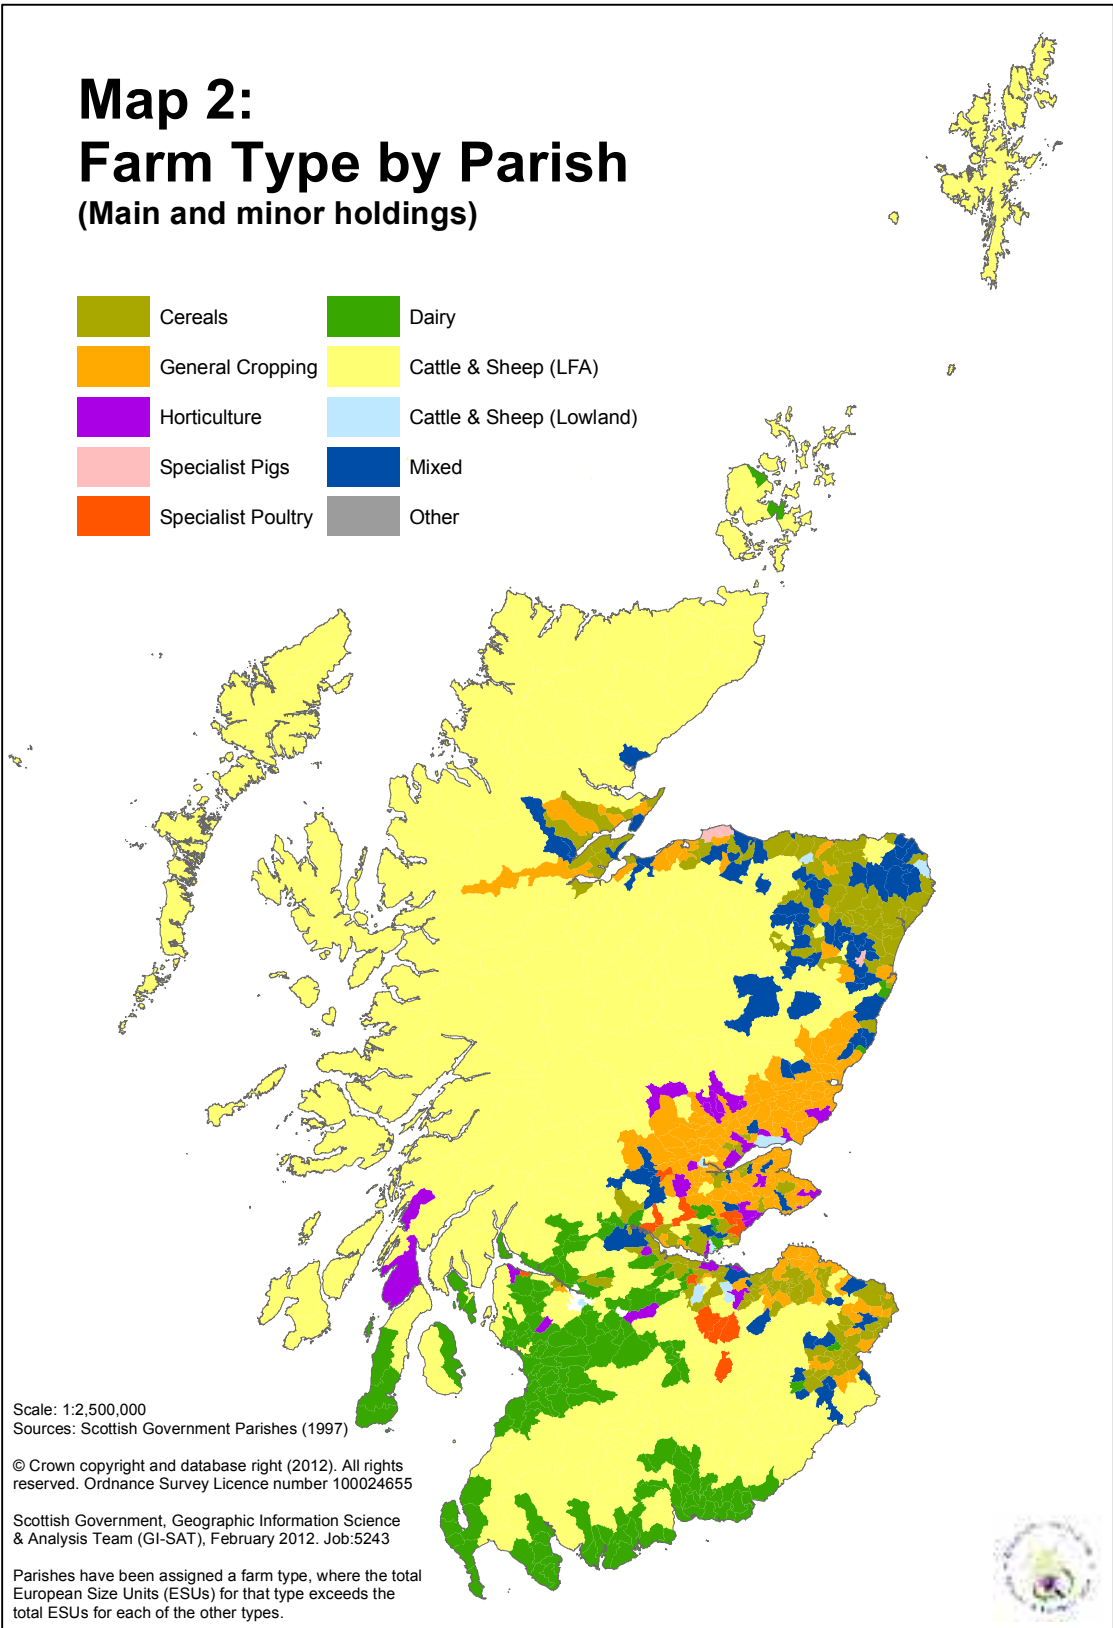 Map 2:
Farm Type by Parish
(Main and minor holdings)
Cereals
General Cropping
Horticulture
Specialist Pigs
Specialist Poultry
Dairy
Cattle & Sheep (LFA)
Cattle & Sheep (Lowland)
Mixed
Other
Scale: 1:2,500,000
Sources: Scottish Government Parishes (1997)
© Crown copyright and database right (2012). All rights
reserved. Ordnance Survey Licence number 100024655
Scottish Government, Geographic Information Science
& Analysis Team (GI-SAT), February 2012. Job:5243
Parishes have been assigned a farm type, where the total
European Size Units (ESUs) for that type exceeds the
total ESUs for each of the other types.